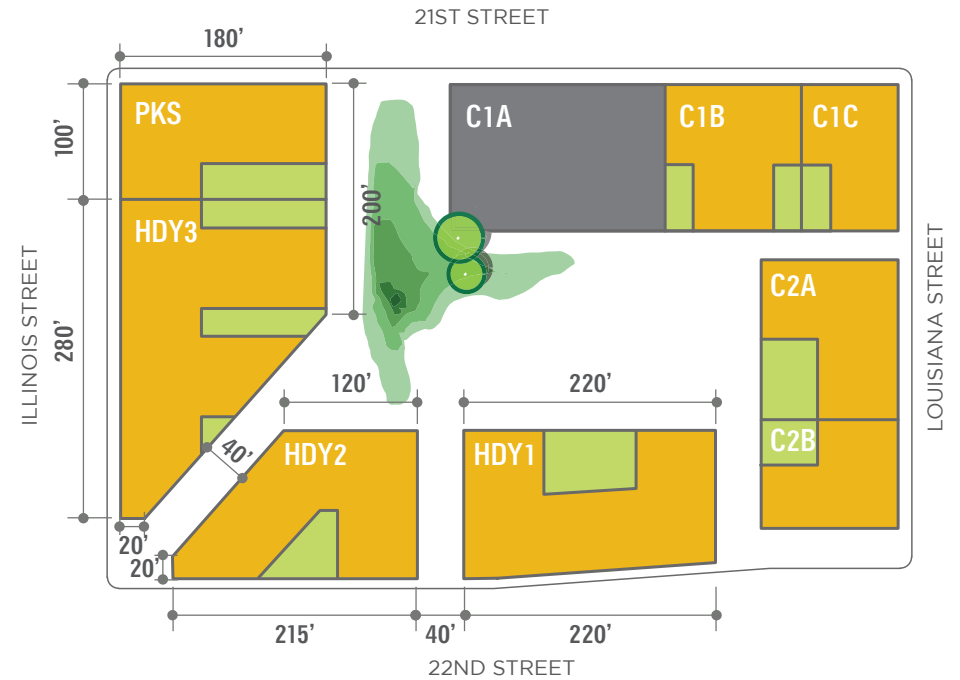 21ST STREET
180'
PKS
C1A
C1B
C1C
100'
200'
HDY3
ILLINOIS STREET
LOUISIANA STREET
C2A
280'
120'
220'
C2B
40'
HDY2
HDY1
20'
20'
215'
40'
220'
22ND STREET